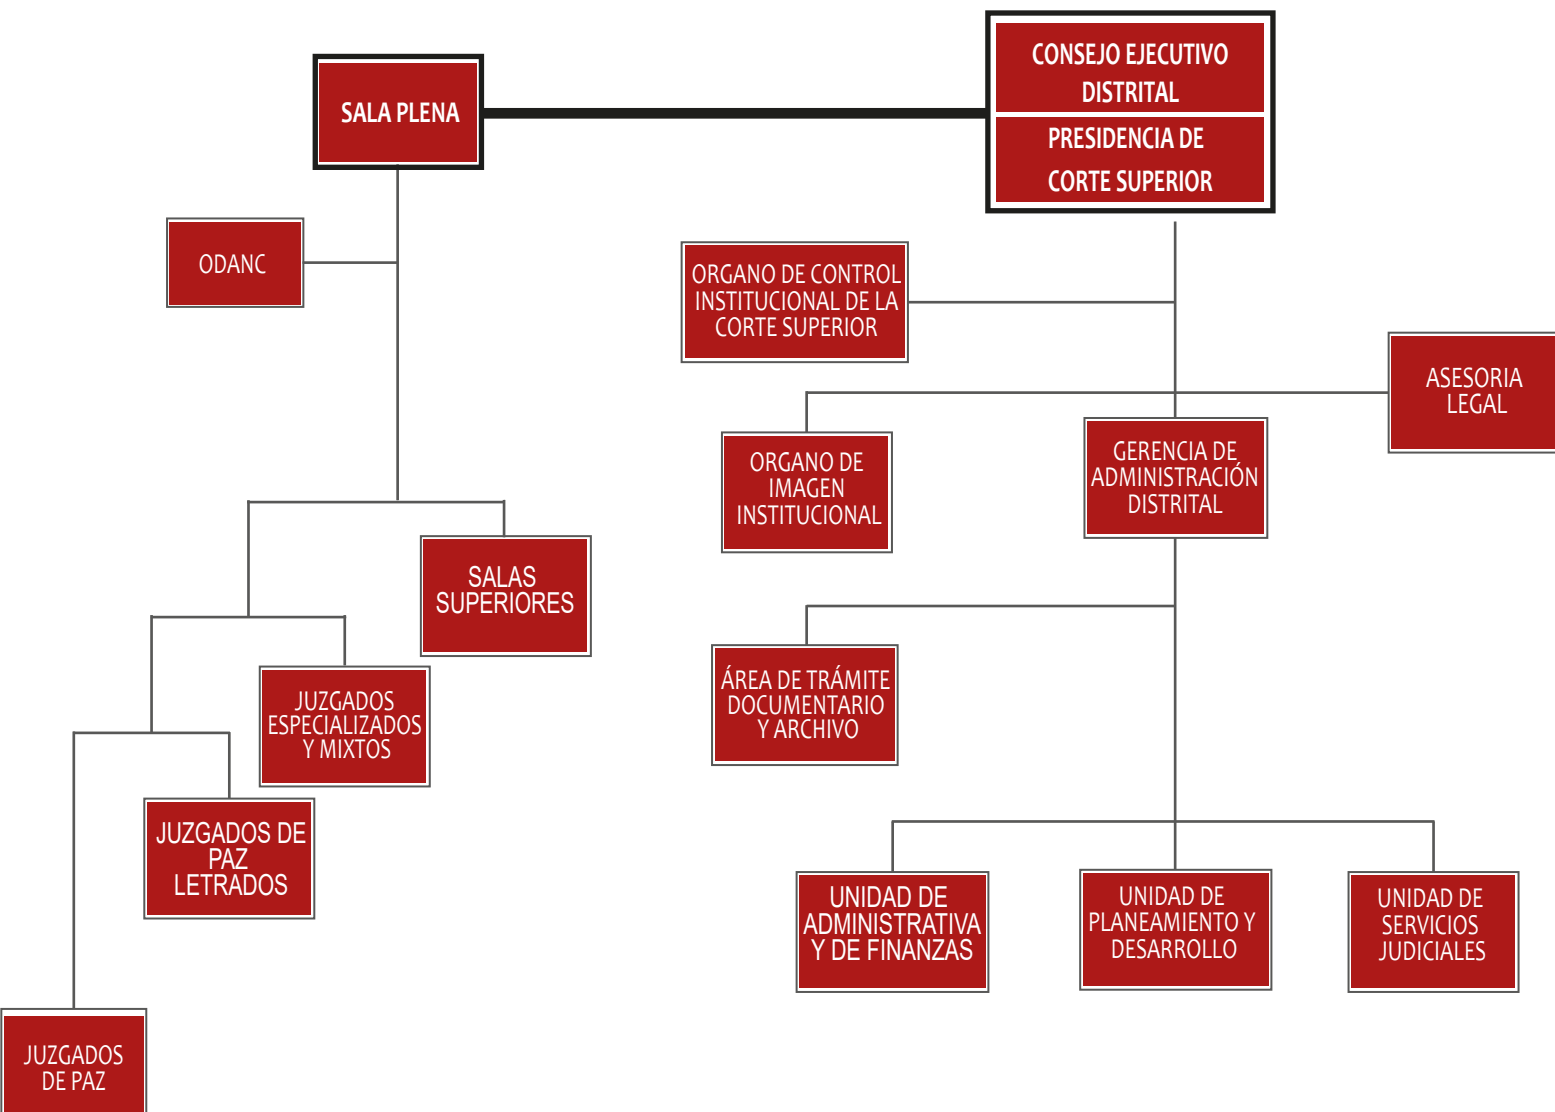 CONSEJO EJECUTIVO
DISTRITAL
PRESIDENCIA DE
CORTE SUPERIOR
SALA PLENA
ODANC
ORGANO DE CONTROL
INSTITUCIONAL DE LA
CORTE SUPERIOR
ASESORIA
LEGAL
ORGANO DE
IMAGEN
INSTITUCIONAL
GERENCIA DE
ADMINISTRACIÓN
DISTRITAL
SALAS
SUPERIORES
JUZGADOS
ESPECIALIZADOS
Y MIXTOS
ÁREA DE TRÁMITE
DOCUMENTARIO
Y ARCHIVO
JUZGADOS DE
PAZ
LETRADOS
UNIDAD DE
ADMINISTRATIVA
Y DE FINANZAS
UNIDAD DE
PLANEAMIENTO Y
DESARROLLO
UNIDAD DE
SERVICIOS
JUDICIALES
JUZGADOS
DE PAZ